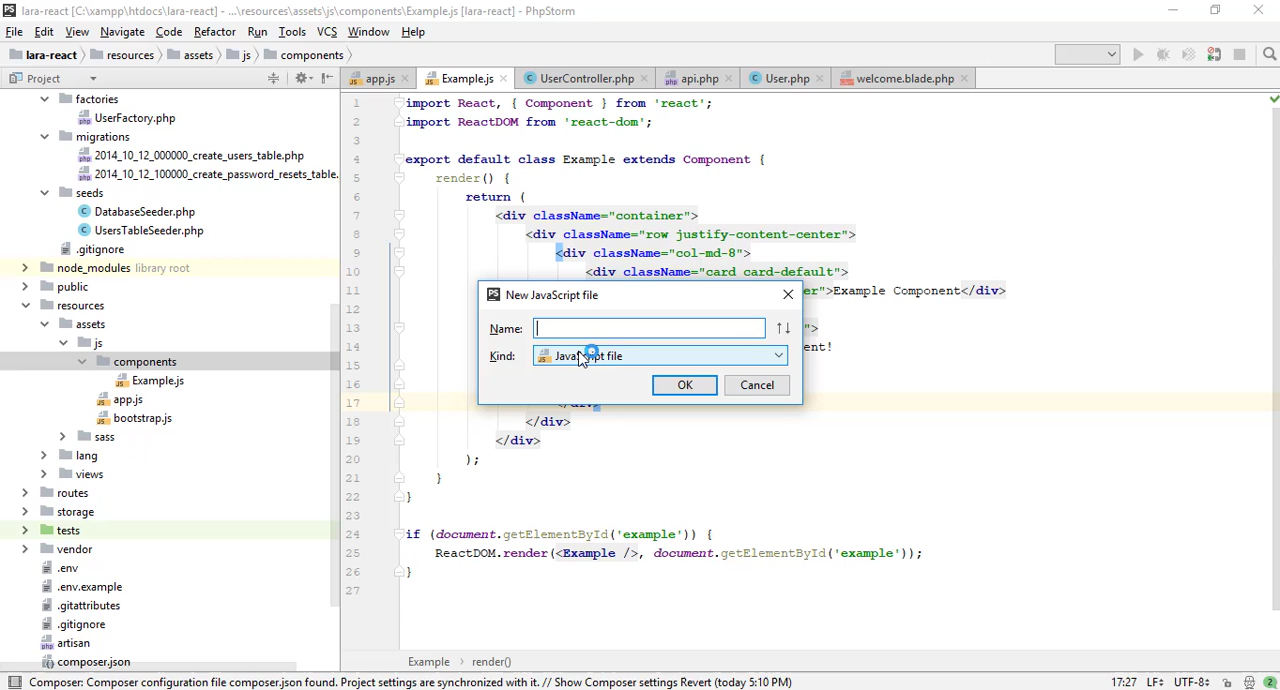 lara-react [C:\xampp\htdocs\lara-react] - ...\resources\assets\js\components\Example.js [lara-react] - PhpStorm
File Edit View Navigate Code Refactor Run Tools VCS Window Help
lara-react resources assets js components
Project
app.js Example.js UserController.php api.php User.php welcome.blade.php
factories
UserFactory.php
migrations
2014_10_12_000000_create_users_table.php
2014_10_12_100000_create_password_resets_table.
seeds
DatabaseSeeder.php
UsersTableSeeder.php
.gitignore
node_modules library root
public
resources
assets
js
components
Example.js
app.js
bootstrap.js
sass
lang
views
routes
storage
tests
vendor
.env
.env.example
.gitattributes
.gitignore
artisan
composer.json
1 import React, { Component } from 'react';
2 import ReactDOM from 'react-dom';
3
4 export default class Example extends Component {
5 render() {
6 return (
7 <div className="container">
8 <div className="row justify-content-center">
9 <div className="col-md-8">
10 <div className="card card-default">
11 er">Example Component</div>
12
13 ">
14 ent!
15
16
17 </div>
18 </div>
19 </div>
20 );
21 }
22 }
23
24 if (document.getElementById('example')) {
25 ReactDOM.render(<Example />, document.getElementById('example'));
26 }
27
New JavaScript file
Name:
Kind: JavaScript file
OK Cancel
Example › render()
Composer: Composer configuration file composer.json found. Project settings are synchronized with it. // Show Composer settings Revert (today 5:10 PM) 17:27 LF UTF-8 2